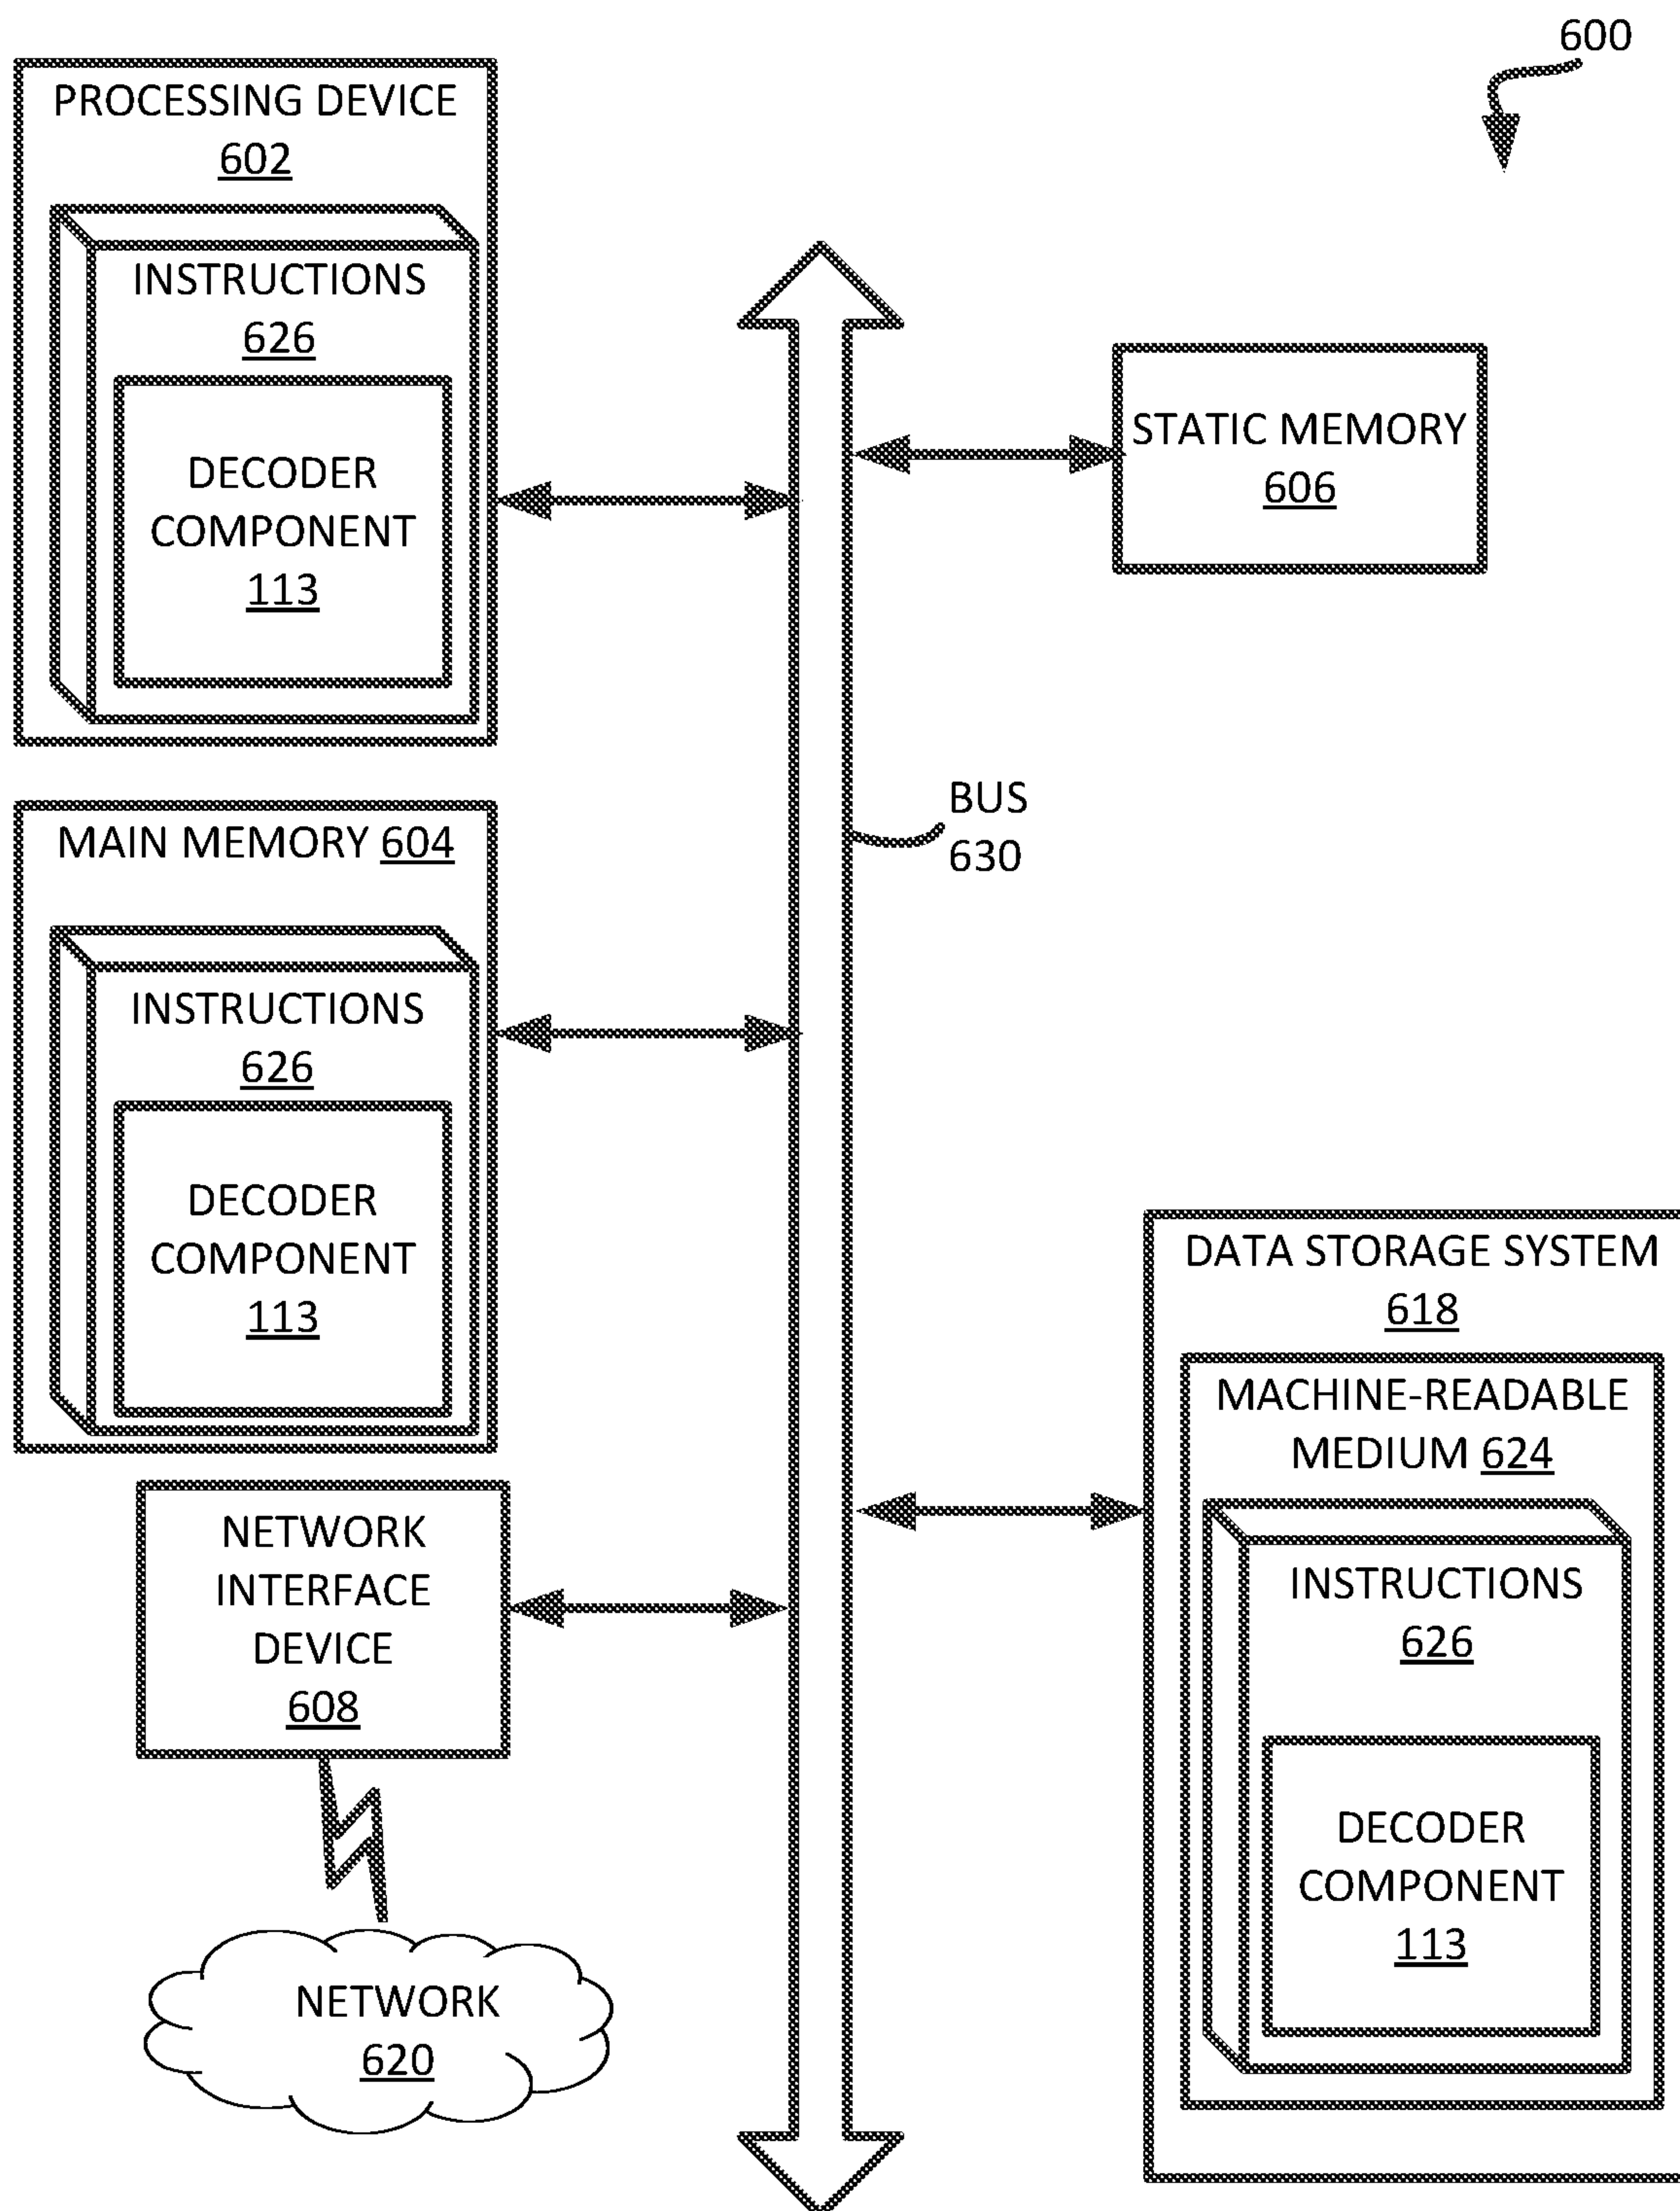 600
PROCESSING DEVICE
602
INSTRUCTIONS
626
DECODER
COMPONENT
113
STATIC MEMORY
606
BUS
630
MAIN MEMORY 604
INSTRUCTIONS
626
DECODER
COMPONENT
113
DATA STORAGE SYSTEM
618
MACHINE-READABLE
MEDIUM 624
INSTRUCTIONS
626
DECODER
COMPONENT
113
NETWORK
INTERFACE
DEVICE
608
NETWORK
620